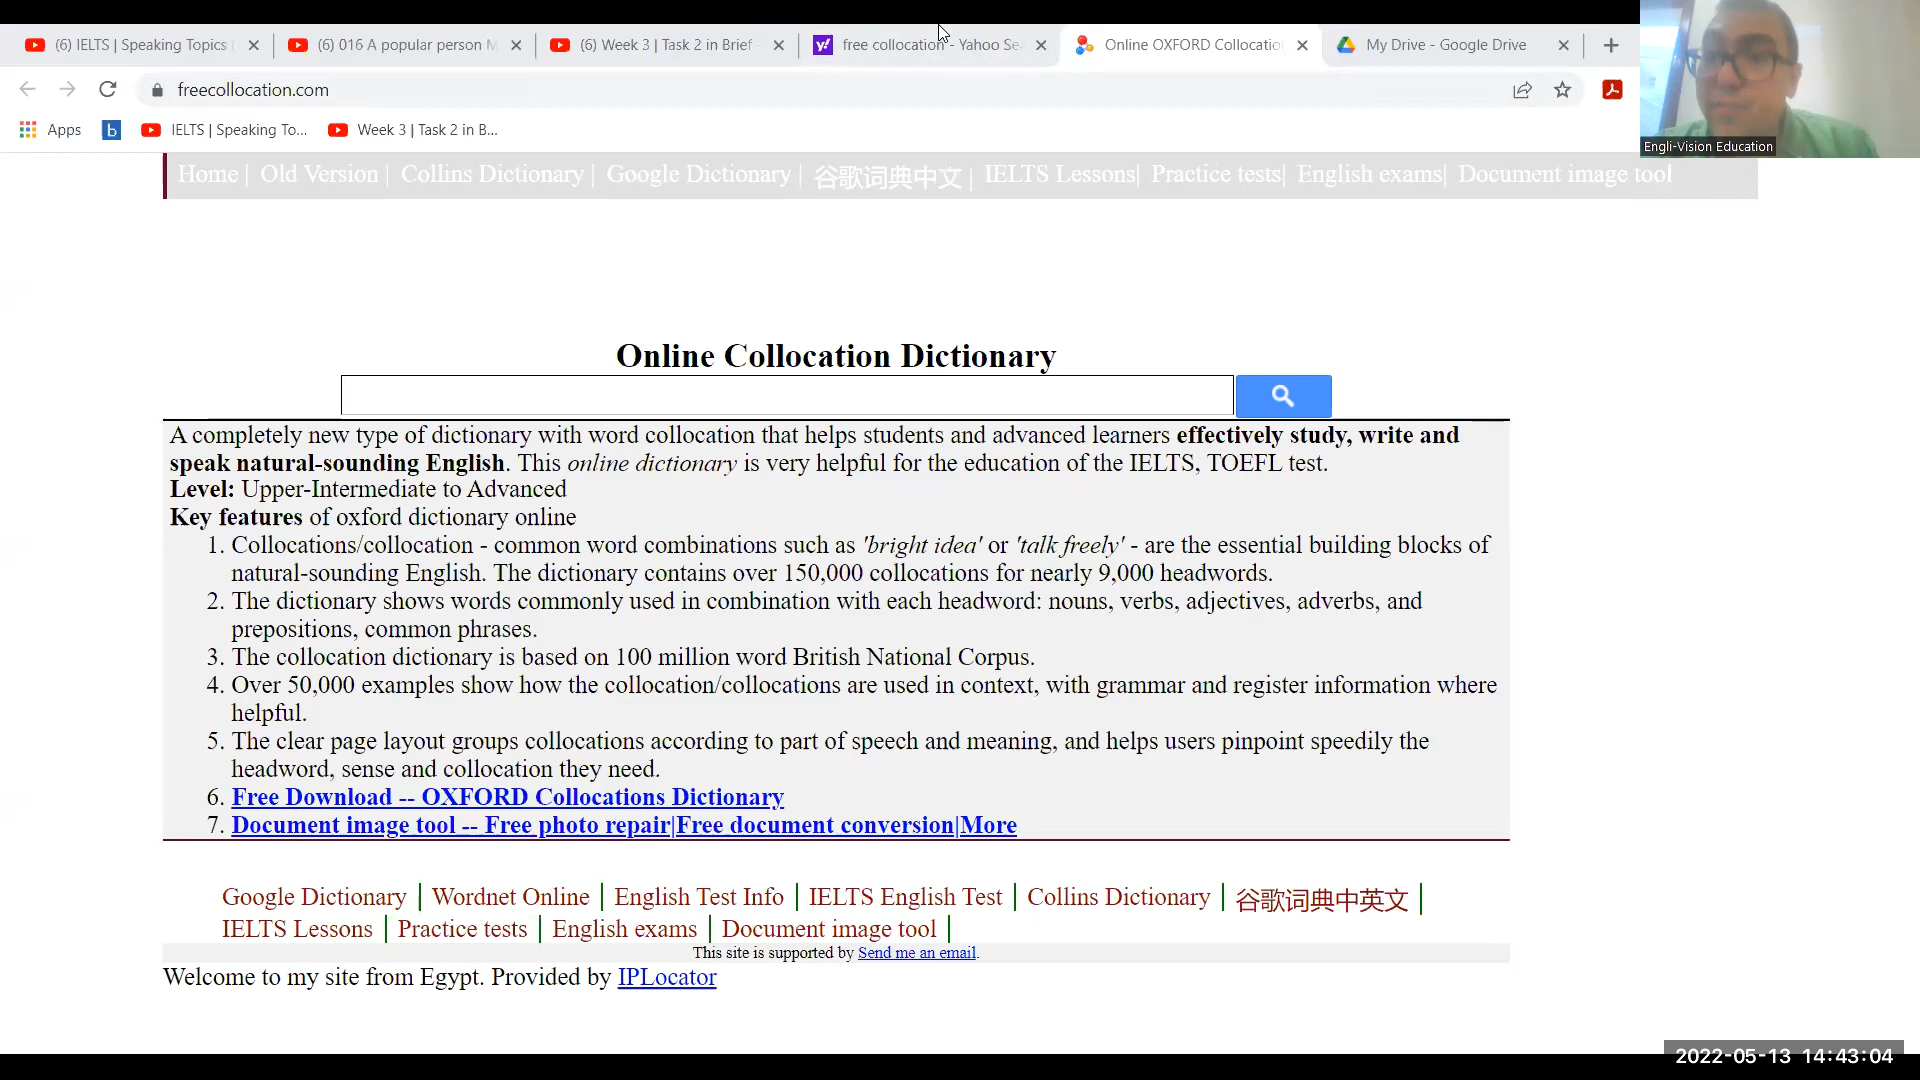 (6) IELTS | Speaking Topics
(6) 016 A popular person M
(6) Week 3 | Task 2 in Brief
free collocation - Yahoo Se
Online OXFORD Collocation
My Drive - Google Drive
freecollocation.com
Apps
IELTS | Speaking To...
Week 3 | Task 2 in B...
Engli-Vision Education
Home | Old Version | Collins Dictionary | Google Dictionary | 谷歌词典中文 | IELTS Lessons| Practice tests| English exams| Document image tool
Online Collocation Dictionary
A completely new type of dictionary with word collocation that helps students and advanced learners effectively study, write and
speak natural-sounding English. This online dictionary is very helpful for the education of the IELTS, TOEFL test.
Level: Upper-Intermediate to Advanced
Key features of oxford dictionary online
1. Collocations/collocation - common word combinations such as 'bright idea' or 'talk freely' - are the essential building blocks of
natural-sounding English. The dictionary contains over 150,000 collocations for nearly 9,000 headwords.
2. The dictionary shows words commonly used in combination with each headword: nouns, verbs, adjectives, adverbs, and
prepositions, common phrases.
3. The collocation dictionary is based on 100 million word British National Corpus.
4. Over 50,000 examples show how the collocation/collocations are used in context, with grammar and register information where
helpful.
5. The clear page layout groups collocations according to part of speech and meaning, and helps users pinpoint speedily the
headword, sense and collocation they need.
6. Free Download -- OXFORD Collocations Dictionary
7. Document image tool -- Free photo repair|Free document conversion|More
Google Dictionary | Wordnet Online | English Test Info | IELTS English Test | Collins Dictionary | 谷歌词典中英文 |
IELTS Lessons | Practice tests | English exams | Document image tool |
This site is supported by Send me an email.
Welcome to my site from Egypt. Provided by IPLocator
2022-05-13 14:43:04